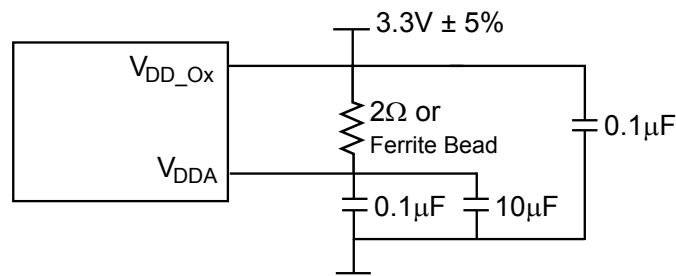 3.3V ± 5%
V_DD_Ox
2Ω or
Ferrite Bead
0.1µF
V_DDA
0.1µF
10µF